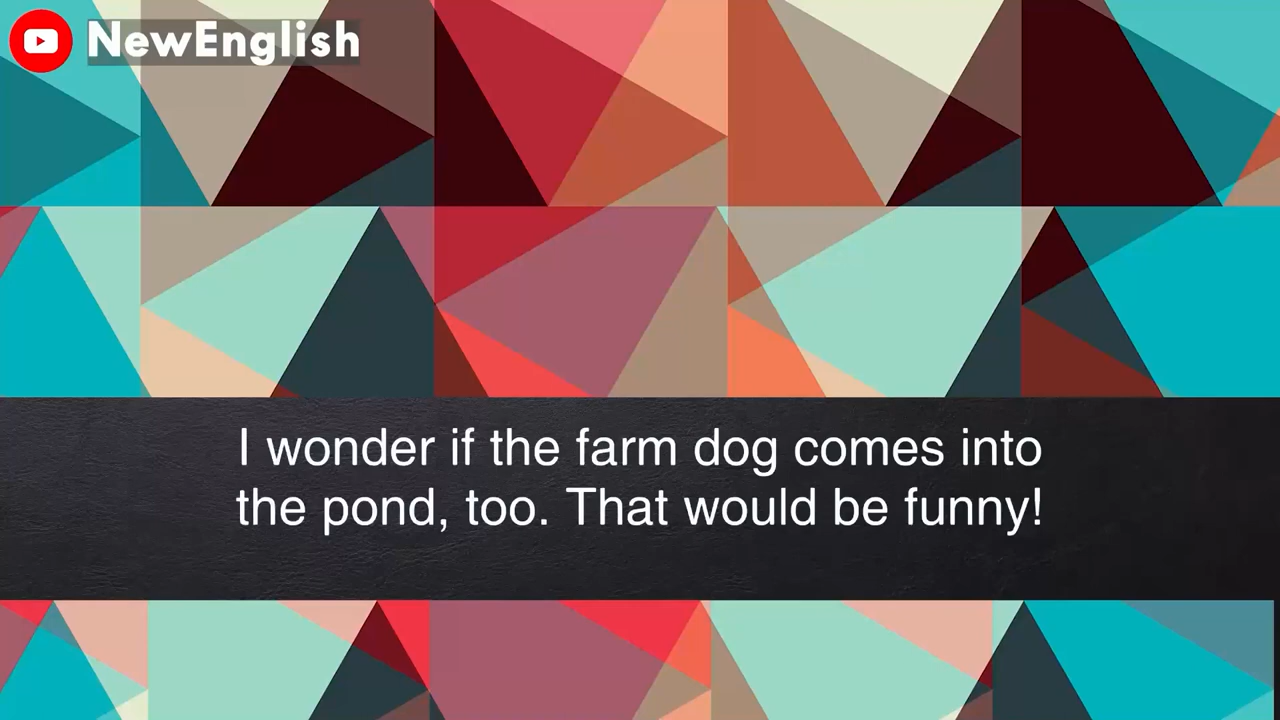 NewEnglish
I wonder if the farm dog comes into
the pond, too. That would be funny!